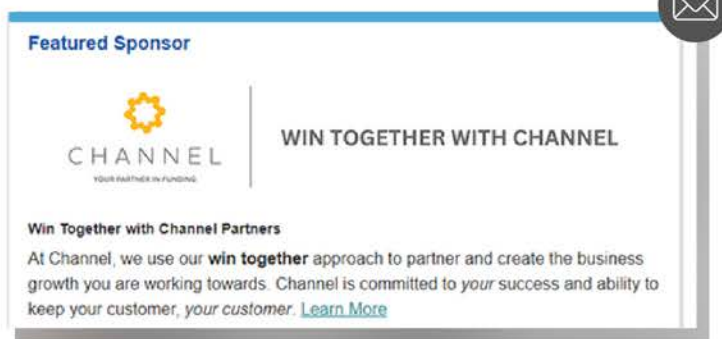 Featured Sponsor
CHANNEL
YOUR PARTNER IN FUNDING
WIN TOGETHER WITH CHANNEL
Win Together with Channel Partners
At Channel, we use our win together approach to partner and create the business
growth you are working towards. Channel is committed to your success and ability to
keep your customer, your customer. Learn More